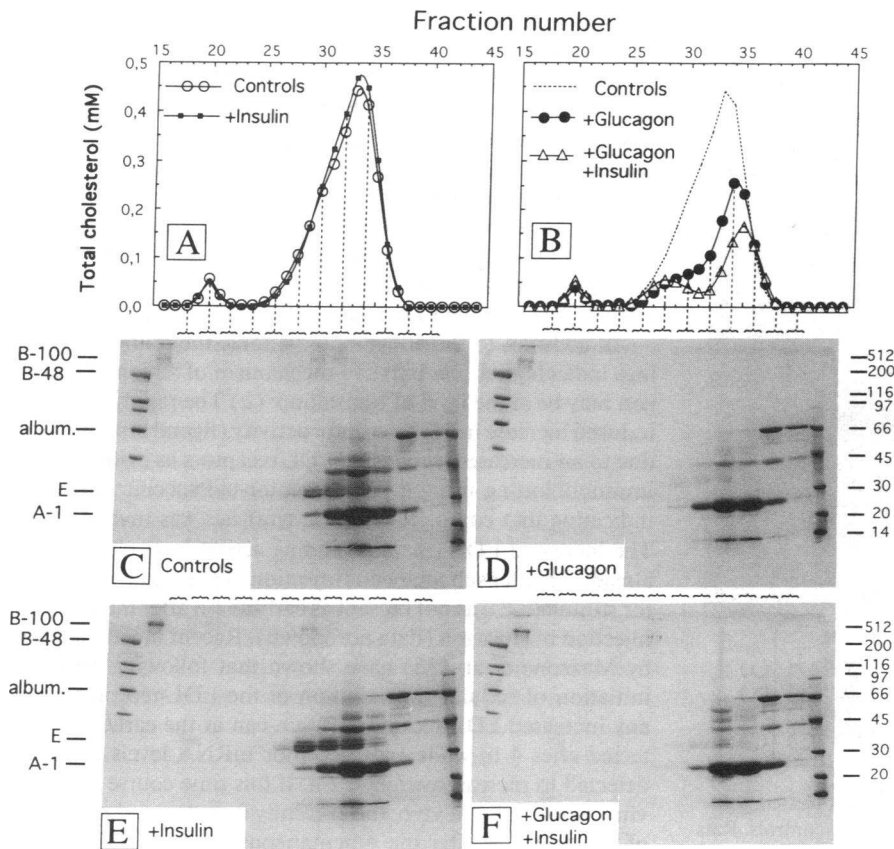 Fraction number
15 20 25 30 35 40 45
15 20 25 30 35 40 45
Total cholesterol (mM)
0,5
0,4
0,3
0,2
0,1
0,0
Controls
+Insulin
A
Controls
+Glucagon
+Glucagon
+Insulin
B
B-100
B-48
album.
E
A-1
C Controls
D +Glucagon
512
200
116
97
66
45
30
20
14
B-100
B-48
album.
E
A-1
E +Insulin
F +Glucagon
+Insulin
512
200
116
97
66
45
30
20